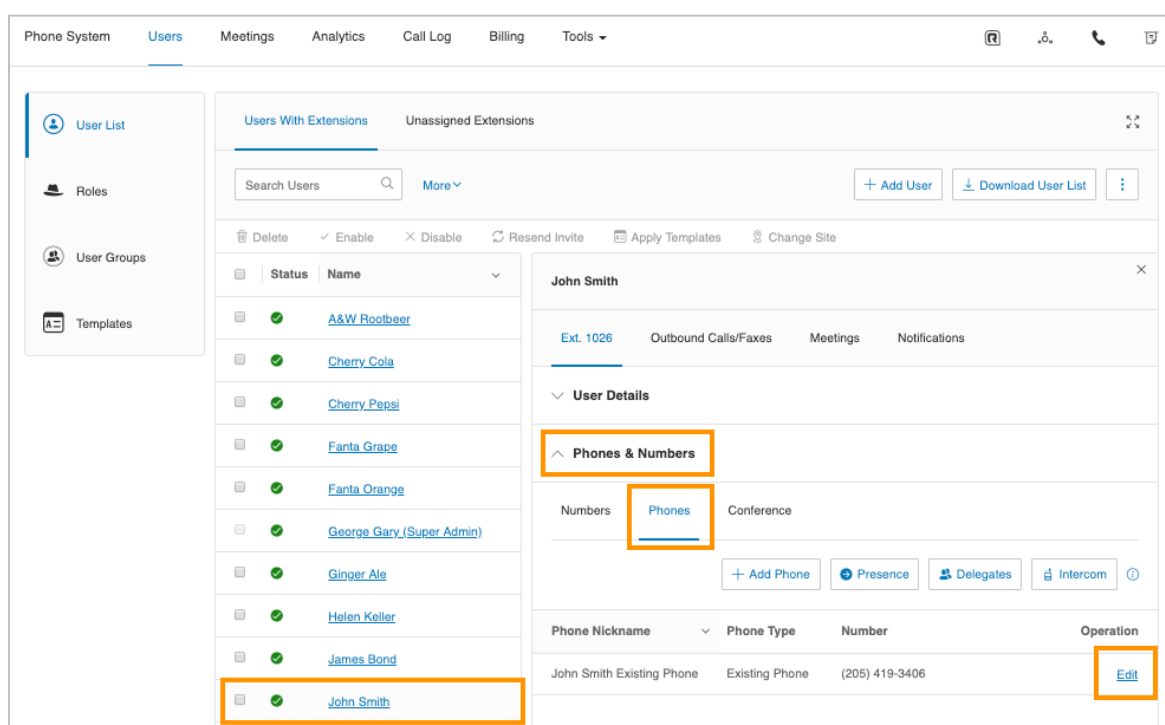 Phone System Users Meetings Analytics Call Log Billing Tools
User List
Roles
User Groups
Templates
Users With Extensions Unassigned Extensions
Search Users More + Add User Download User List
Delete Enable Disable Resend Invite Apply Templates Change Site
Status Name
A&W Rootbeer
Cherry Cola
Cherry Pepsi
Fanta Grape
Fanta Orange
George Gary (Super Admin)
Ginger Ale
Helen Keller
James Bond
John Smith
John Smith
Ext. 1026 Outbound Calls/Faxes Meetings Notifications
User Details
Phones & Numbers
Numbers Phones Conference
+ Add Phone Presence Delegates Intercom
Phone Nickname Phone Type Number Operation
John Smith Existing Phone Existing Phone (205) 419-3406 Edit